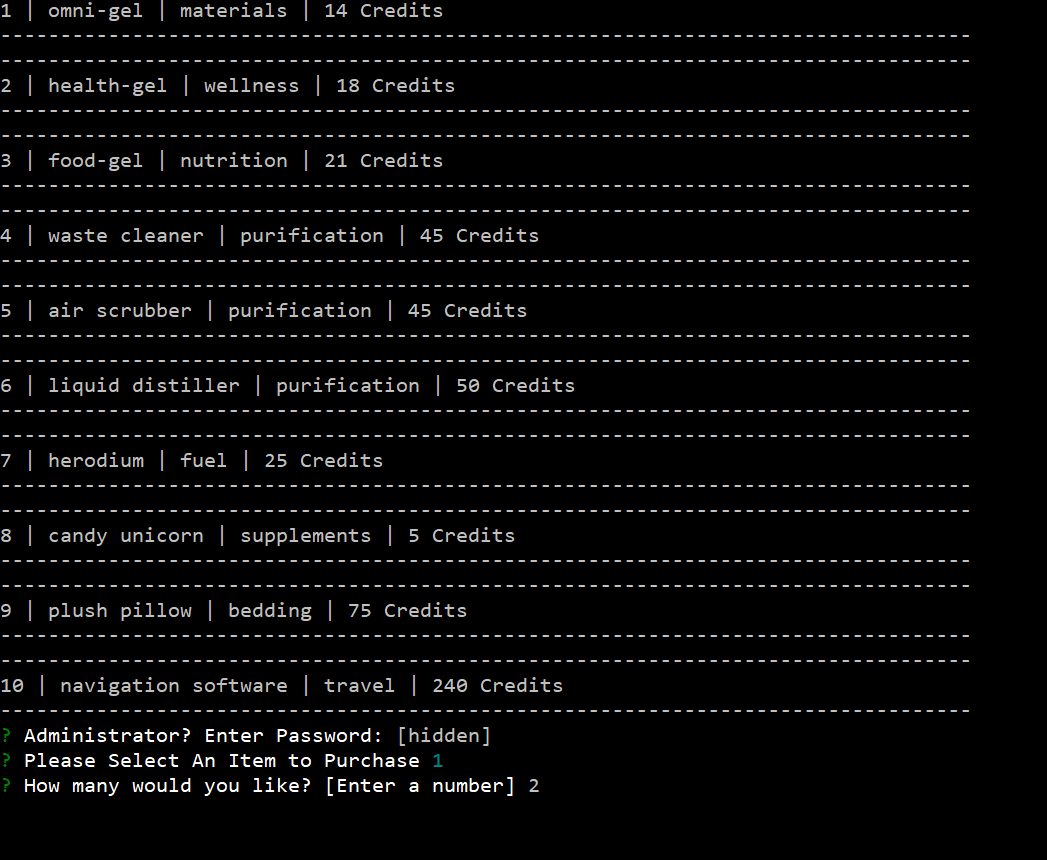 1 | omni-gel | materials | 14 Credits
---------------------------------------------------------------------------------
---------------------------------------------------------------------------------
2 | health-gel | wellness | 18 Credits
---------------------------------------------------------------------------------
---------------------------------------------------------------------------------
3 | food-gel | nutrition | 21 Credits
---------------------------------------------------------------------------------
---------------------------------------------------------------------------------
4 | waste cleaner | purification | 45 Credits
---------------------------------------------------------------------------------
---------------------------------------------------------------------------------
5 | air scrubber | purification | 45 Credits
---------------------------------------------------------------------------------
---------------------------------------------------------------------------------
6 | liquid distiller | purification | 50 Credits
---------------------------------------------------------------------------------
---------------------------------------------------------------------------------
7 | herodium | fuel | 25 Credits
---------------------------------------------------------------------------------
---------------------------------------------------------------------------------
8 | candy unicorn | supplements | 5 Credits
---------------------------------------------------------------------------------
---------------------------------------------------------------------------------
9 | plush pillow | bedding | 75 Credits
---------------------------------------------------------------------------------
---------------------------------------------------------------------------------
10 | navigation software | travel | 240 Credits
---------------------------------------------------------------------------------
? Administrator? Enter Password: [hidden]
? Please Select An Item to Purchase 1
? How many would you like? [Enter a number] 2